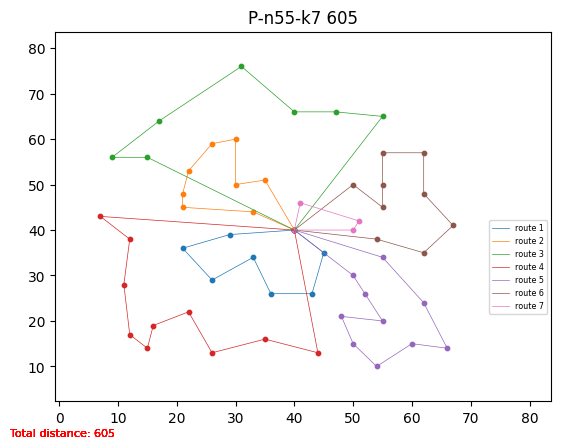 P-n55-k7 605
80
70
60
50
40
30
20
10
0 10 20 30 40 50 60 70 80
route 1
route 2
route 3
route 4
route 5
route 6
route 7
Total distance: 605